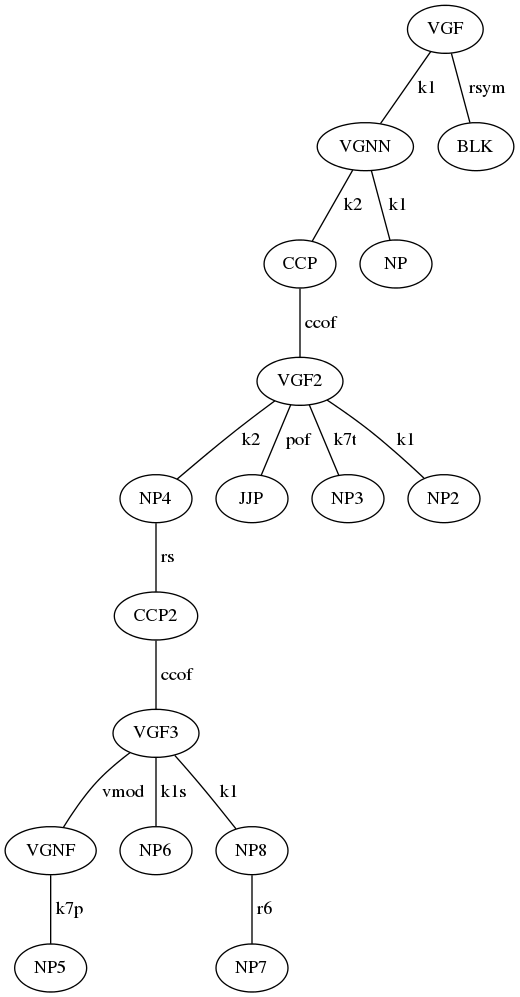 VGF
k1 rsym
VGNN BLK
k2 k1
CCP NP
ccof
VGF2
k2 pof k7t k1
NP4 JJP NP3 NP2
rs
CCP2
ccof
VGF3
vmod k1s k1
VGNF NP6 NP8
k7p r6
NP5 NP7